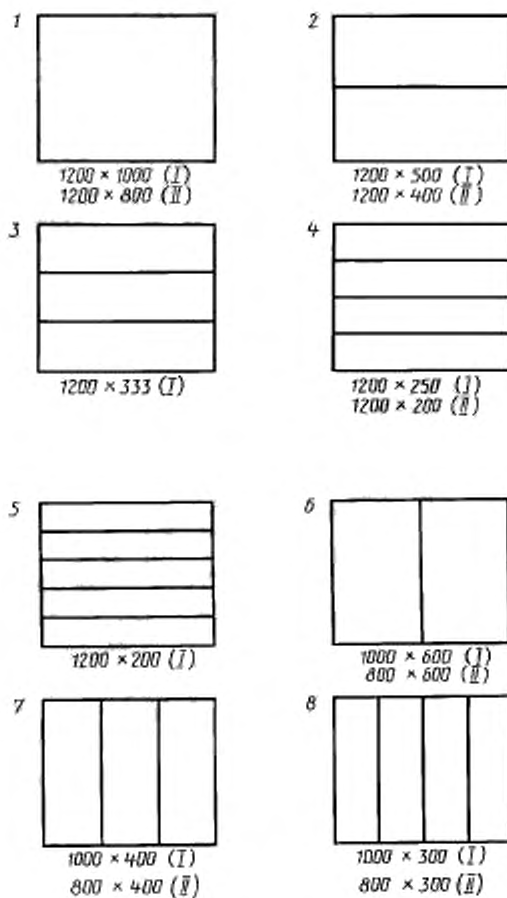 1
1200 × 1000 (I)
1200 × 800 (II)
2
1200 × 500 (I)
1200 × 400 (II)
3
1200 × 333 (I)
4
1200 × 250 (I)
1200 × 200 (II)
5
1200 × 200 (I)
6
1000 × 600 (I)
800 × 600 (II)
7
1000 × 400 (I)
800 × 400 (II)
8
1000 × 300 (I)
800 × 300 (II)